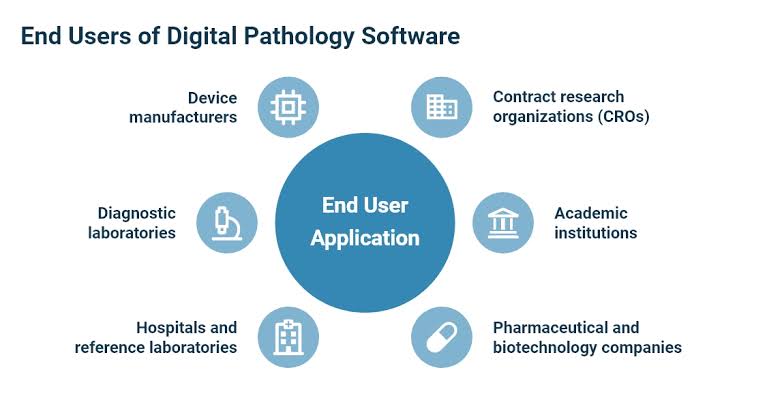 End Users of Digital Pathology Software
Device
manufacturers
Contract research
organizations (CROs)
End User
Application
Diagnostic
laboratories
Academic
institutions
Hospitals and
reference laboratories
Pharmaceutical and
biotechnology companies